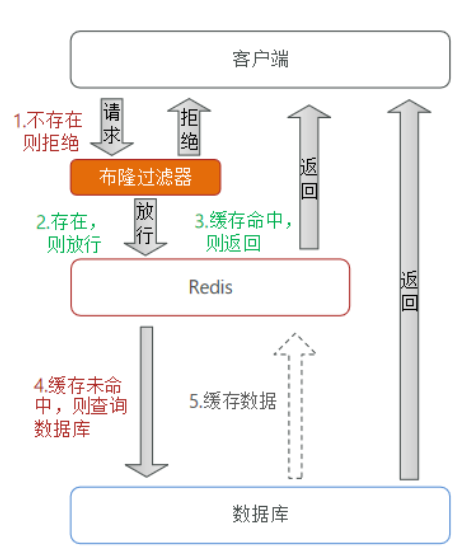 客户端
1.不存在
则拒绝
请求
拒绝
布隆过滤器
2.存在，
则放行
放行
3.缓存命中，
则返回
返回
Redis
返回
4.缓存未命
中，则查询
数据库
5.缓存数据
数据库